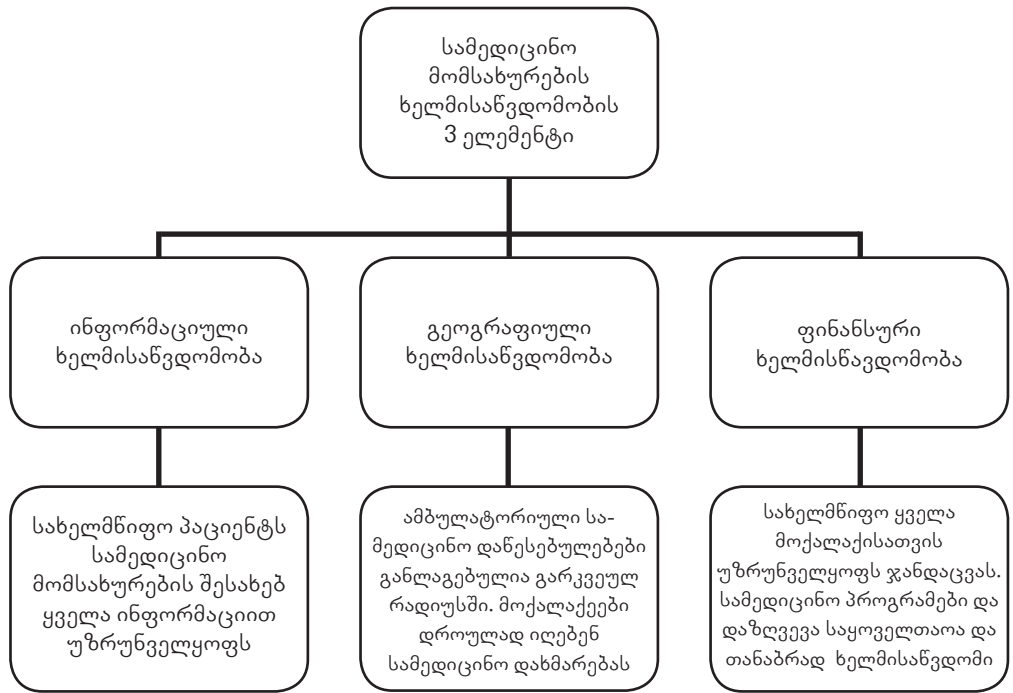 სამედიცინო
მომსახურების
ხელმისაწვდომობის
3 ელემენტი
ინფორმაციული
ხელმისაწვდომობა
გეოგრაფიული
ხელმისაწვდომობა
ფინანსური
ხელმისწავდომობა
სახელმწიფო პაციენტს
სამედიცინო
მომსახურების შესახებ
ყველა ინფორმაციით
უზრუნველყოფს
ამბულატორიული სა-
მედიცინო დაწესებულებები
განლაგებულია გარკვეულ
რადიუსში. მოქალაქეები
დროულად იღებენ
სამედიცინო დახმარებას
სახელმწიფო ყველა
მოქალაქისათვის
უზრუნველყოფს ჯანდაცვას.
სამედიცინო პროგრამები და
დაზღვევა საყოველთაოა და
თანაბრად ხელმისაწვდომი